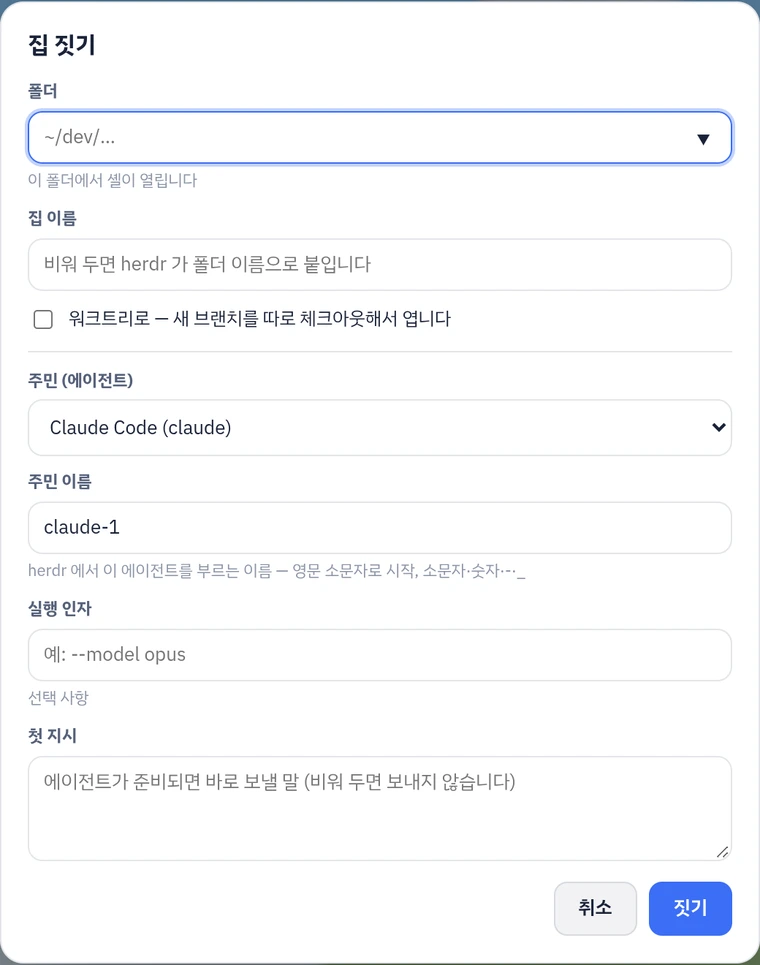 집 짓기
폴더
~/dev/...
이 폴더에서 셸이 열립니다
집 이름
비워 두면 herdr 가 폴더 이름으로 붙입니다
워크트리로 — 새 브랜치를 따로 체크아웃해서 엽니다
주민 (에이전트)
Claude Code (claude)
주민 이름
claude-1
herdr 에서 이 에이전트를 부르는 이름 — 영문 소문자로 시작, 소문자·숫자·-·_
실행 인자
예: --model opus
선택 사항
첫 지시
에이전트가 준비되면 바로 보낼 말 (비워 두면 보내지 않습니다)
취소
짓기